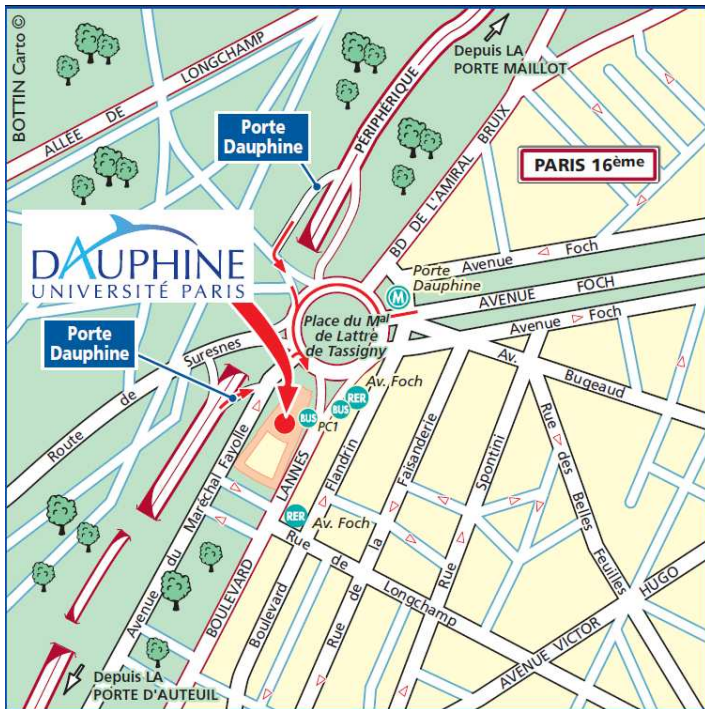 BOTTIN Carto ©
ALLÉE DE LONGCHAMP
Depuis LA
PORTE MAILLOT
PÉRIPHÉRIQUE
Porte
Dauphine
BD DE L'AMIRAL BRUIX
PARIS 16ème
DAUPHINE
UNIVERSITÉ PARIS
Avenue Foch
Porte
Dauphine
M
AVENUE FOCH
Avenue Foch
Place du Mal
de Lattre
de Tassigny
Porte
Dauphine
Route de Suresnes
Av. Bugeaud
Av. Foch
RER
BUS
BUS
PC1
Avenue du Maréchal Fayolle
BOULEVARD LANNES
Boulevard Flandrin
Rue de la Faisanderie
Rue Spontini
Rue des Belles Feuilles
RER
Av. Foch
Rue de Longchamp
AVENUE VICTOR HUGO
Depuis LA
PORTE D'AUTEUIL